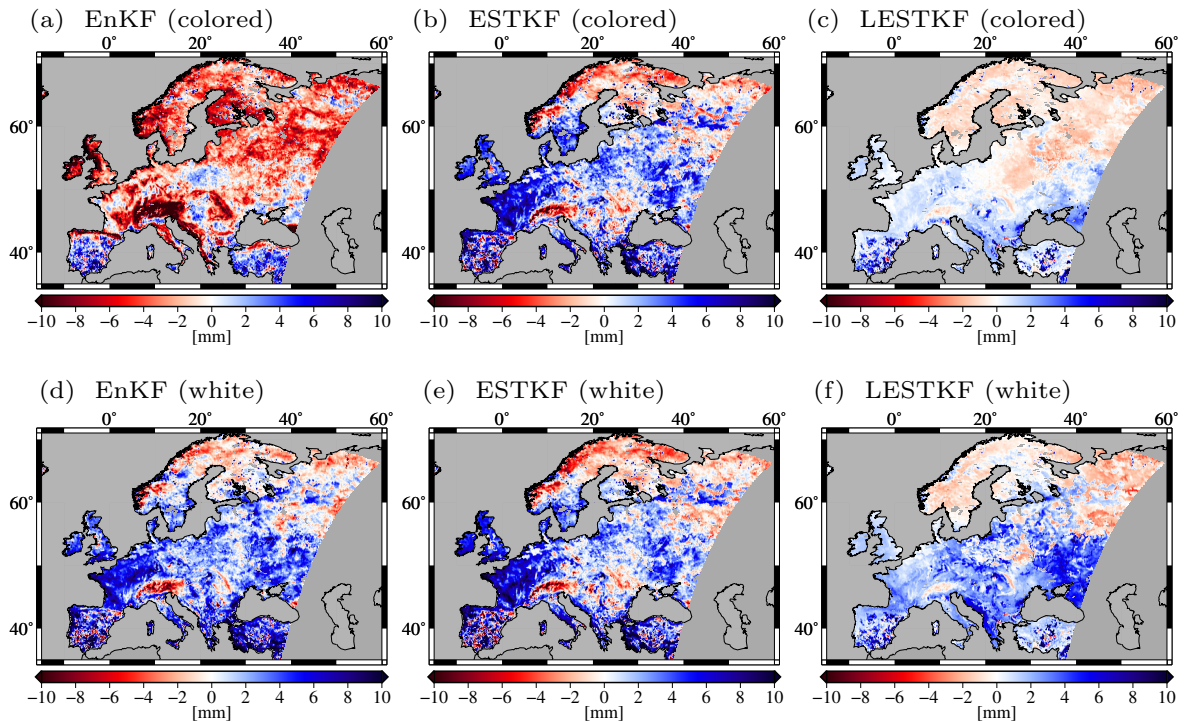 (a) EnKF (colored)
0° 20° 40° 60°
60°
40°
−10 −8 −6 −4 −2 0 2 4 6 8 10
[mm]
(b) ESTKF (colored)
0° 20° 40° 60°
−10 −8 −6 −4 −2 0 2 4 6 8 10
[mm]
(c) LESTKF (colored)
0° 20° 40° 60°
60°
40°
−10 −8 −6 −4 −2 0 2 4 6 8 10
[mm]
(d) EnKF (white)
0° 20° 40° 60°
60°
40°
−10 −8 −6 −4 −2 0 2 4 6 8 10
[mm]
(e) ESTKF (white)
0° 20° 40° 60°
−10 −8 −6 −4 −2 0 2 4 6 8 10
[mm]
(f) LESTKF (white)
0° 20° 40° 60°
60°
40°
−10 −8 −6 −4 −2 0 2 4 6 8 10
[mm]